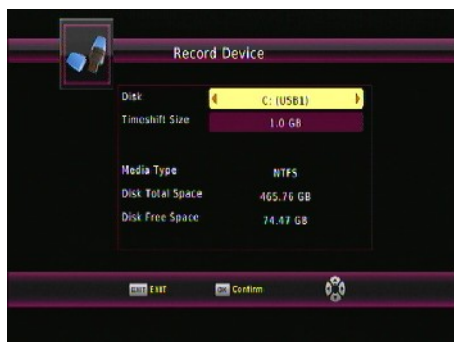 Record Device
Disk C: (USB1)
Timeshift Size 1.0 GB
Media Type NTFS
Disk Total Space 465.76 GB
Disk Free Space 74.47 GB
EXIT EXIT OK Confirm